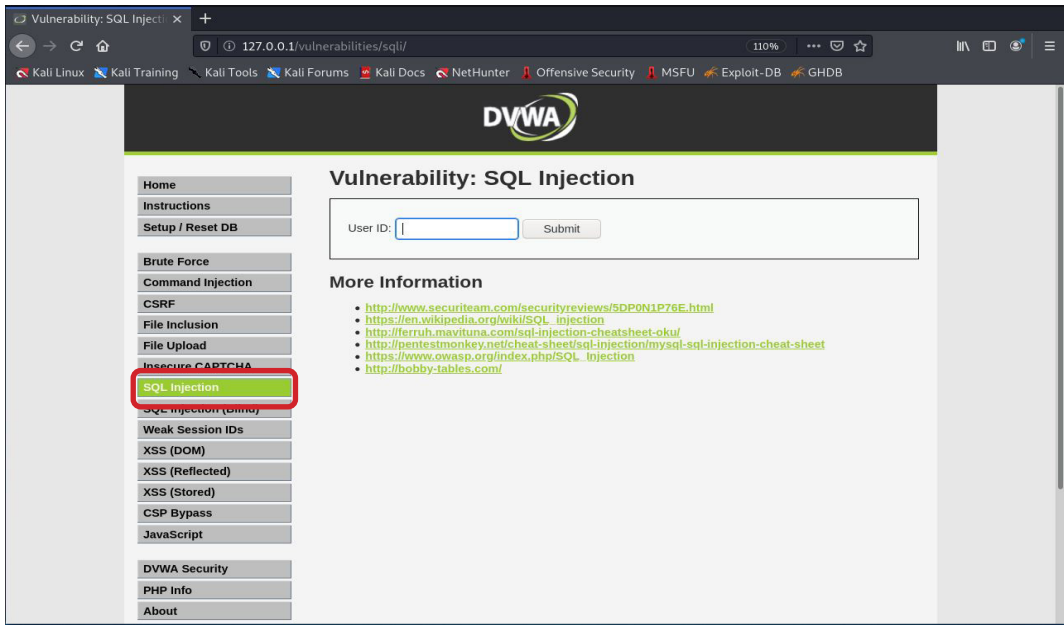 Vulnerability: SQL Injecti
127.0.0.1/vulnerabilities/sqli/
110%
Kali Linux Kali Training Kali Tools Kali Forums Kali Docs NetHunter Offensive Security MSFU Exploit-DB GHDB
DVWA
Home
Instructions
Setup / Reset DB
Brute Force
Command Injection
CSRF
File Inclusion
File Upload
Insecure CAPTCHA
SQL Injection
SQL Injection (Blind)
Weak Session IDs
XSS (DOM)
XSS (Reflected)
XSS (Stored)
CSP Bypass
JavaScript
DVWA Security
PHP Info
About
Vulnerability: SQL Injection
User ID: Submit
More Information
http://www.securiteam.com/securityreviews/5DP0N1P76E.html
https://en.wikipedia.org/wiki/SQL_injection
http://ferruh.mavituna.com/sql-injection-cheatsheet-oku/
http://pentestmonkey.net/cheat-sheet/sql-injection/mysql-sql-injection-cheat-sheet
https://www.owasp.org/index.php/SQL_Injection
http://bobby-tables.com/